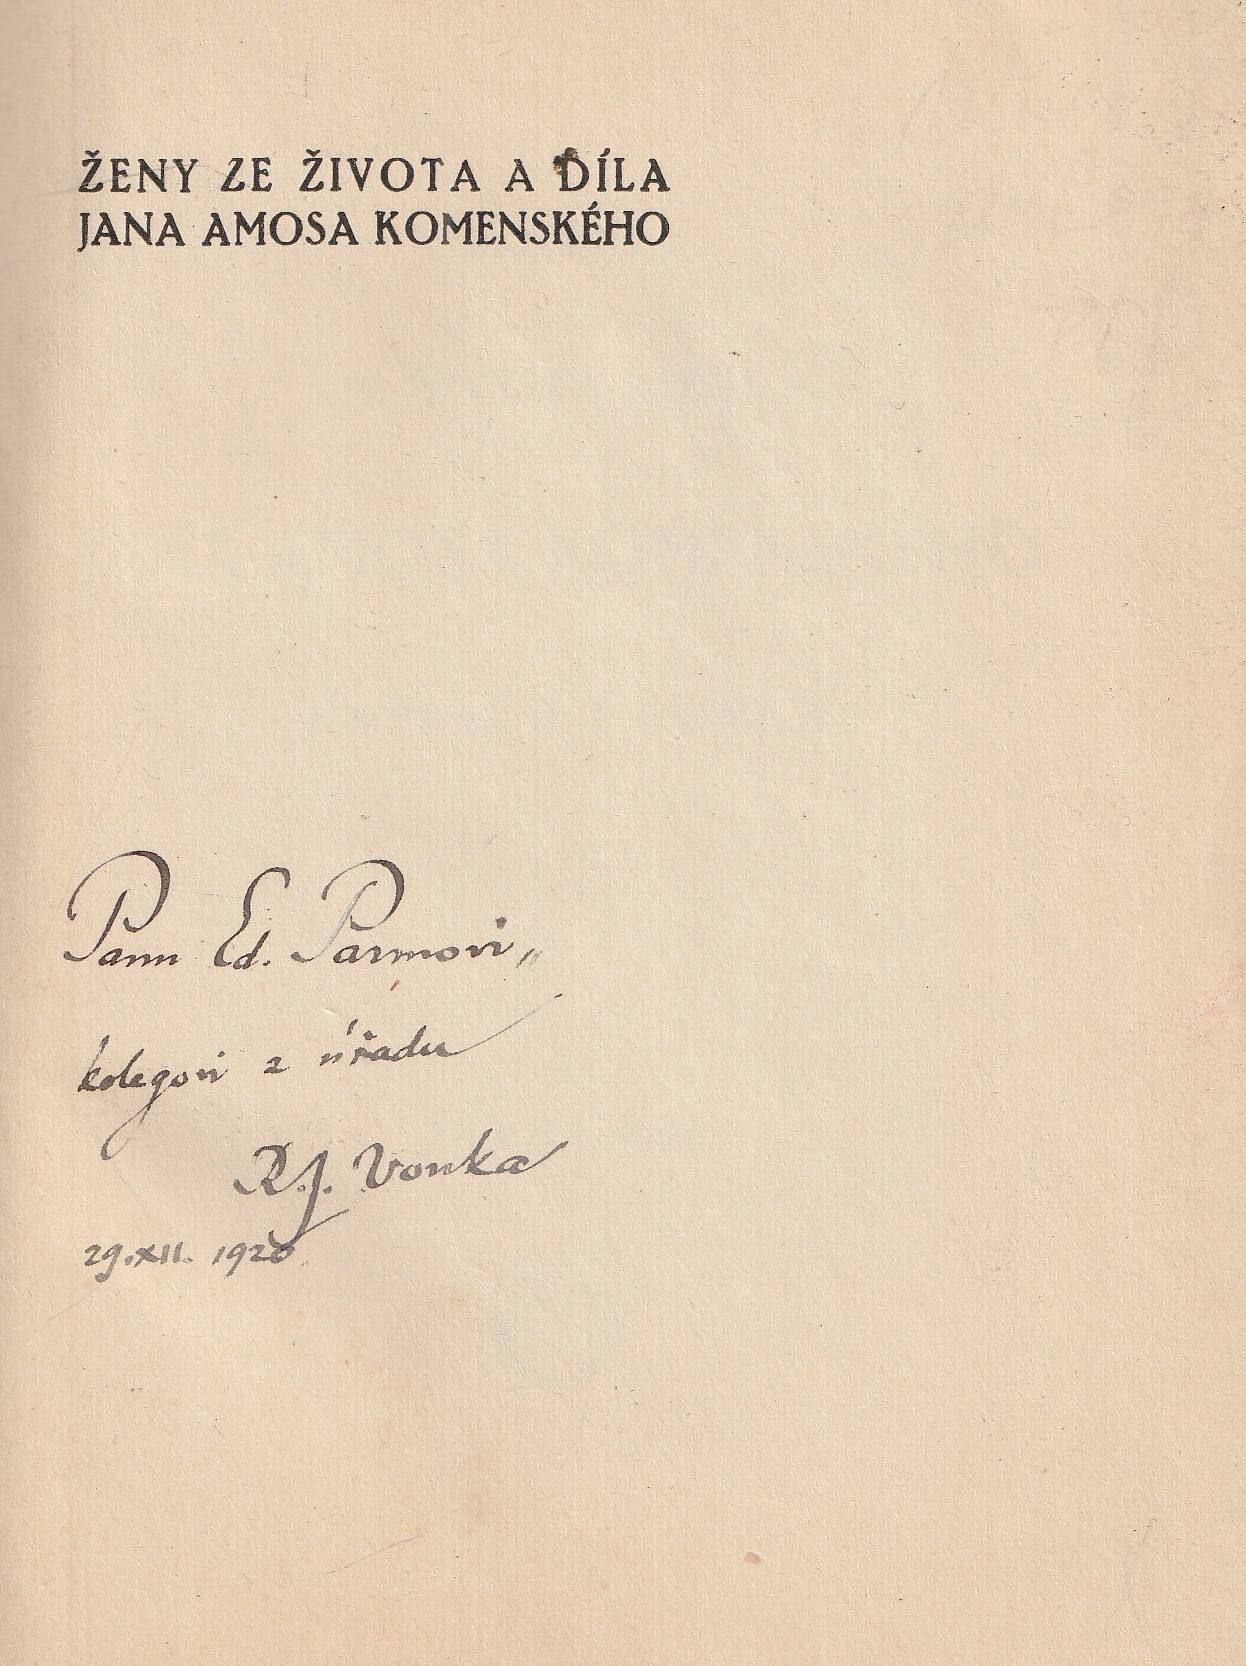 ŽENY ZE ŽIVOTA A DÍLA
JANA AMOSA KOMENSKÉHO
Panu Ed. Parmovi,,
kolegovi z úřadu
R.J. Vonka
29.XII. 1920